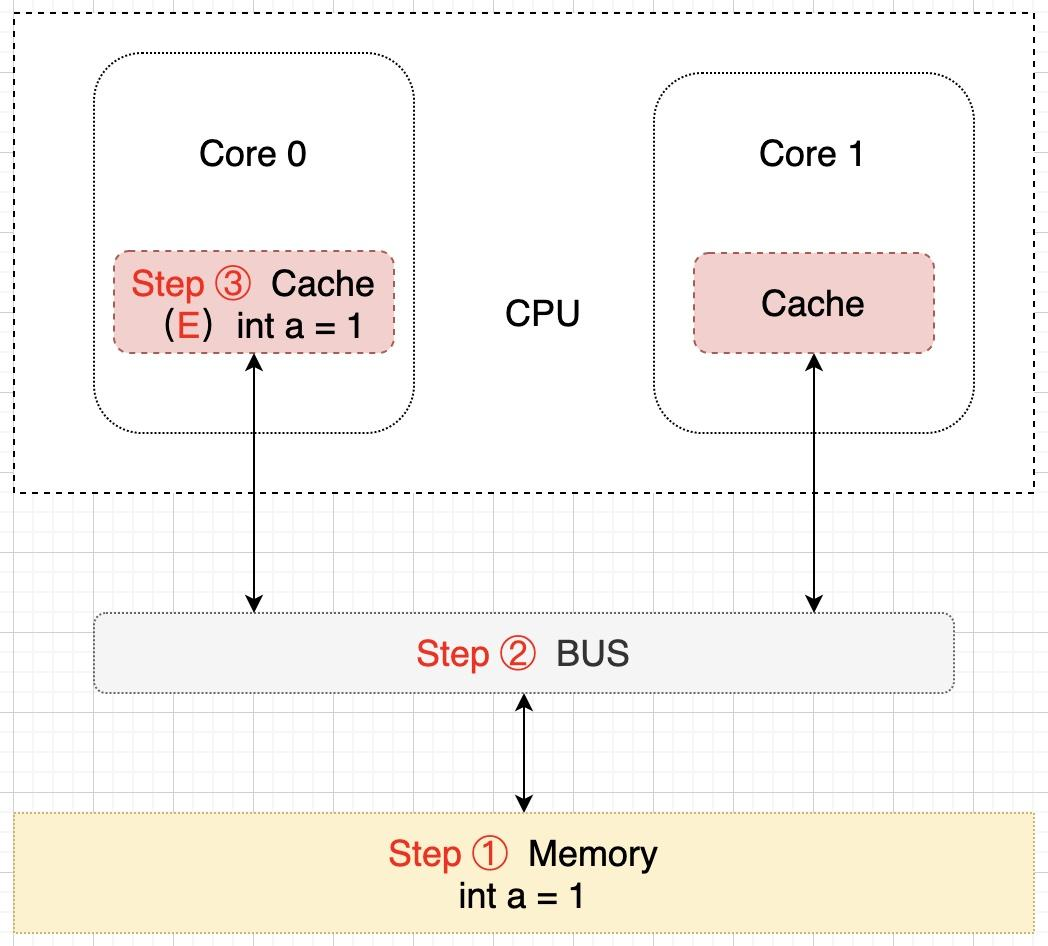 Core 0
Core 1
Step ③ Cache
(E) int a = 1
CPU
Cache
Step ② BUS
Step ① Memory
int a = 1